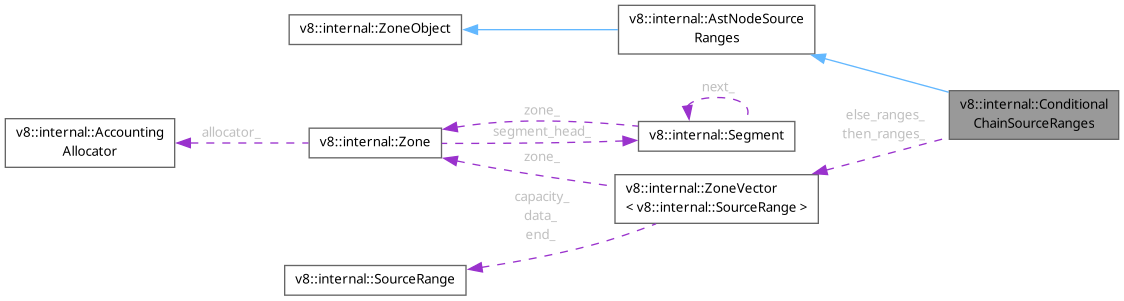 v8::internal::ZoneObject
v8::internal::AstNodeSource
Ranges
v8::internal::Conditional
ChainSourceRanges
next_
else_ranges_
then_ranges_
zone_
segment_head_
v8::internal::Segment
allocator_
v8::internal::Accounting
Allocator
v8::internal::Zone
zone_
v8::internal::ZoneVector
< v8::internal::SourceRange >
capacity_
data_
end_
v8::internal::SourceRange